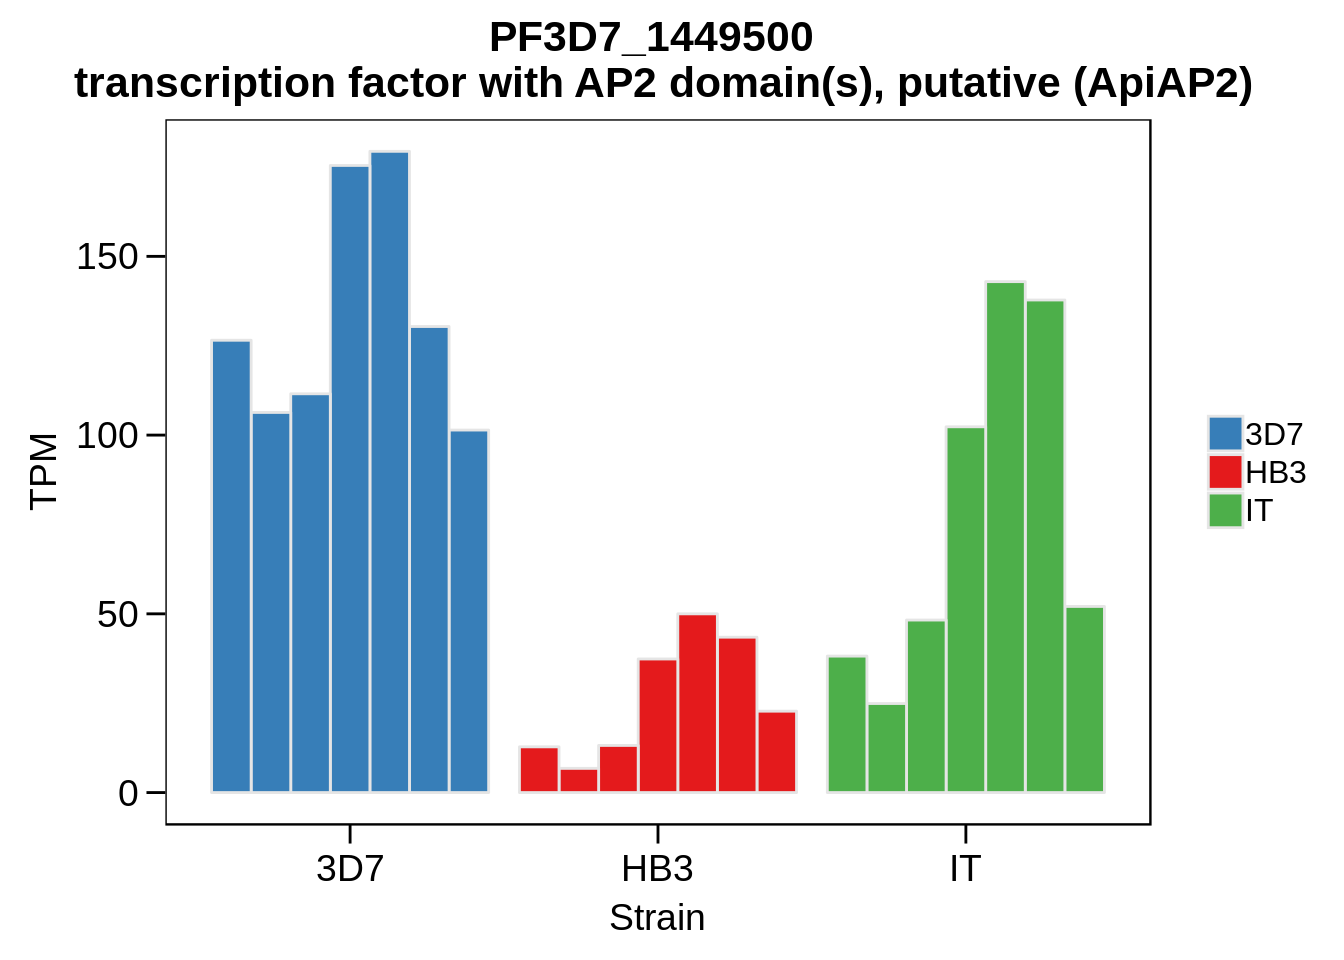 PF3D7_1449500
transcription factor with AP2 domain(s), putative (ApiAP2)
150
100
50
0
TPM
3D7
HB3
IT
Strain
3D7
HB3
IT